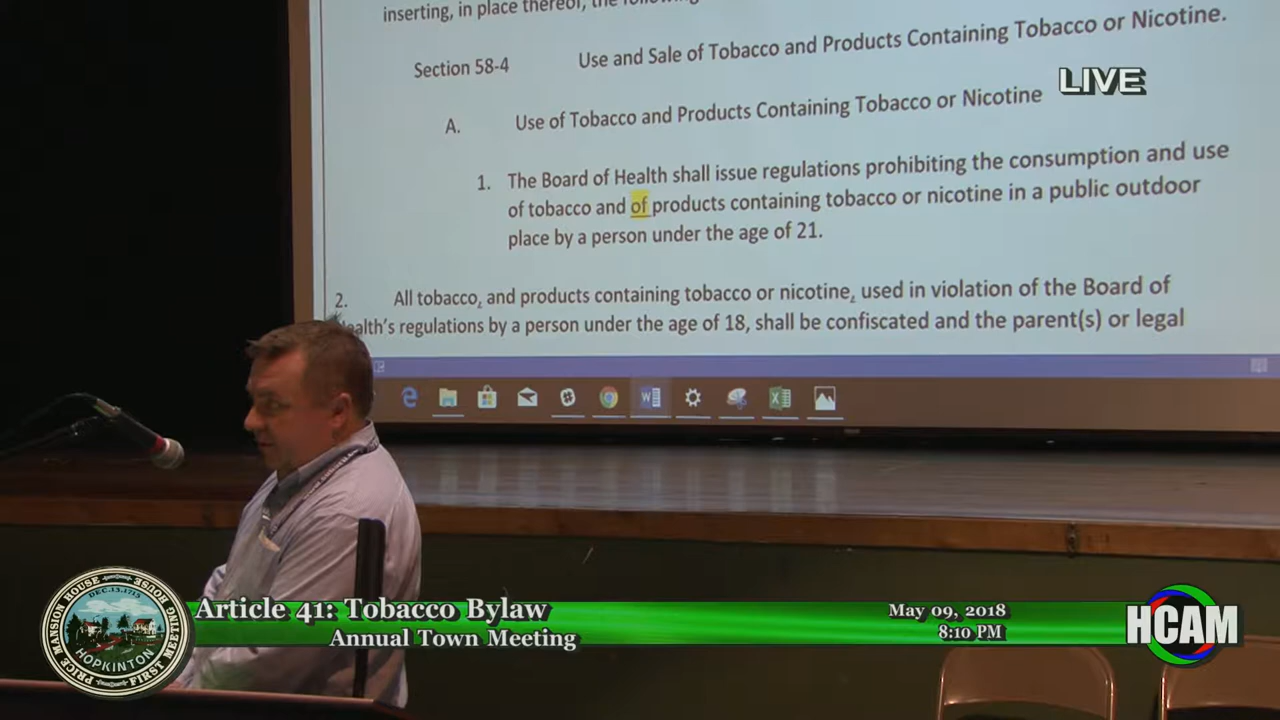 inserting, in place thereof, the following
Section 58-4 Use and Sale of Tobacco and Products Containing Tobacco or Nicotine.
LIVE
A. Use of Tobacco and Products Containing Tobacco or Nicotine
1. The Board of Health shall issue regulations prohibiting the consumption and use
of tobacco and of products containing tobacco or nicotine in a public outdoor
place by a person under the age of 21.
2. All tobacco, and products containing tobacco or nicotine, used in violation of the Board of
Health's regulations by a person under the age of 18, shall be confiscated and the parent(s) or legal
PRICE MANSION HOUSE
FIRST MEETING HOUSE
DEC.13.1715
HOPKINTON
Article 41: Tobacco Bylaw
Annual Town Meeting
May 09, 2018
8:10 PM
HCAM